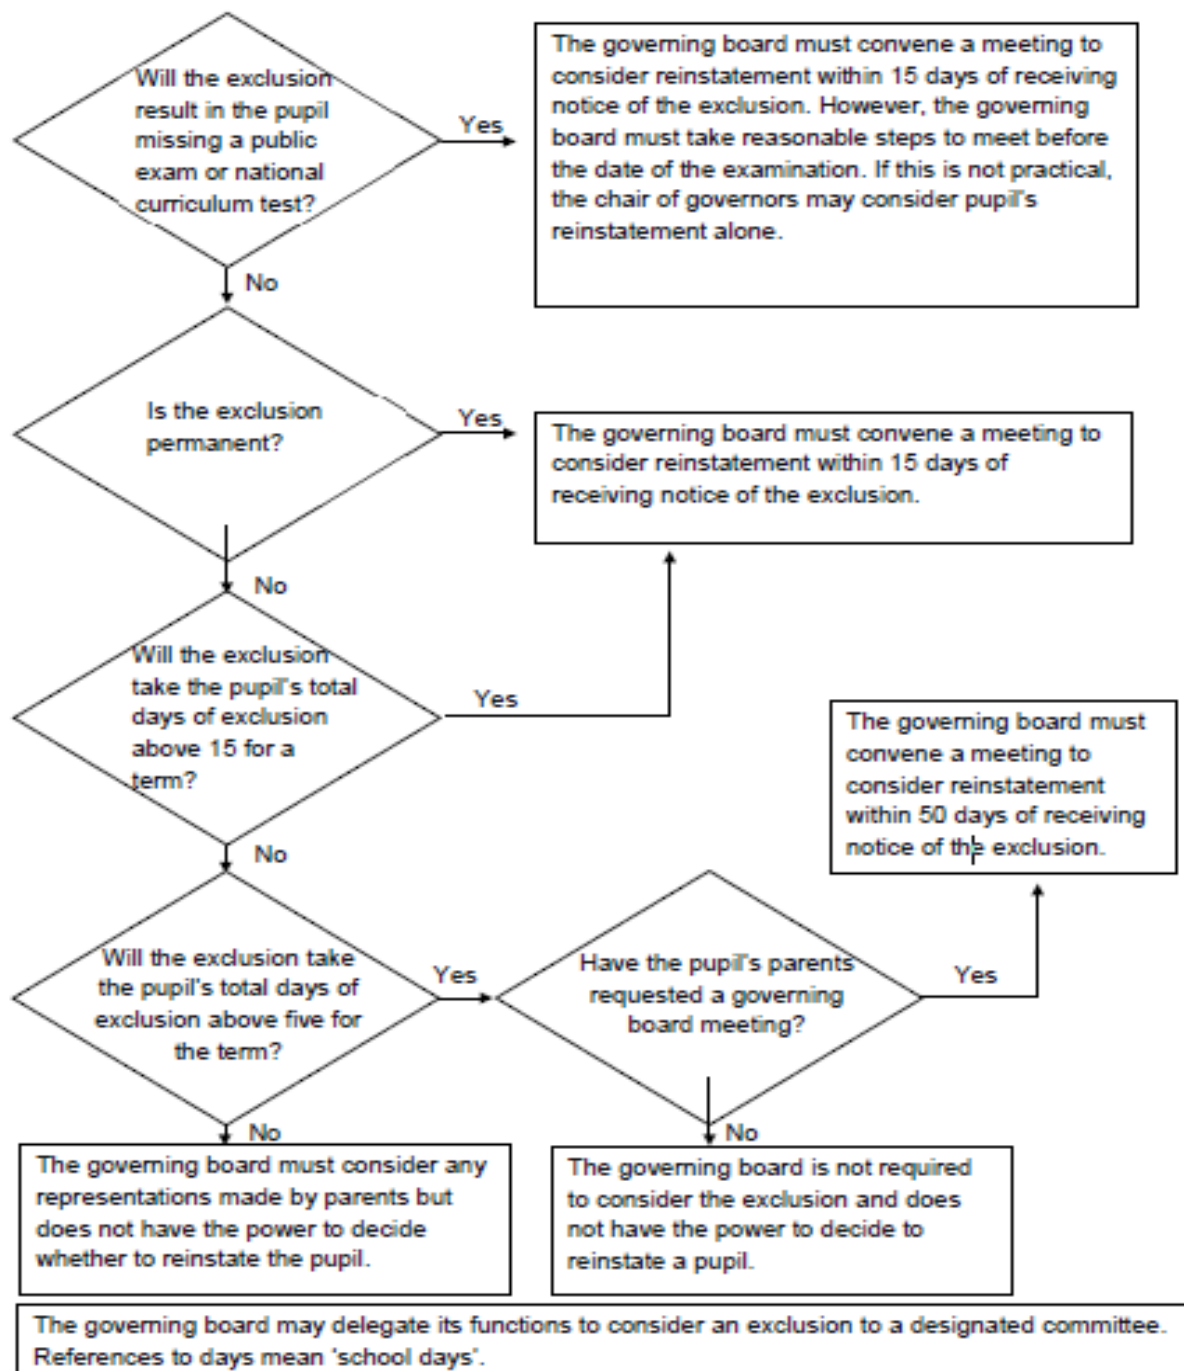 Will the exclusion
result in the pupil
missing a public
exam or national
curriculum test?
Yes
The governing board must convene a meeting to
consider reinstatement within 15 days of receiving
notice of the exclusion. However, the governing
board must take reasonable steps to meet before
the date of the examination. If this is not practical,
the chair of governors may consider pupil's
reinstatement alone.
No
Is the exclusion
permanent?
Yes
The governing board must convene a meeting to
consider reinstatement within 15 days of
receiving notice of the exclusion.
No
Will the exclusion
take the pupil's total
days of exclusion
above 15 for a
term?
Yes
The governing board must
convene a meeting to
consider reinstatement
within 50 days of receiving
notice of the exclusion.
No
Will the exclusion take
the pupil's total days of
exclusion above five for
the term?
Yes
Have the pupil's parents
requested a governing
board meeting?
Yes
No
The governing board must consider any
representations made by parents but
does not have the power to decide
whether to reinstate the pupil.
No
The governing board is not required
to consider the exclusion and does
not have the power to decide to
reinstate a pupil.
The governing board may delegate its functions to consider an exclusion to a designated committee.
References to days mean 'school days'.